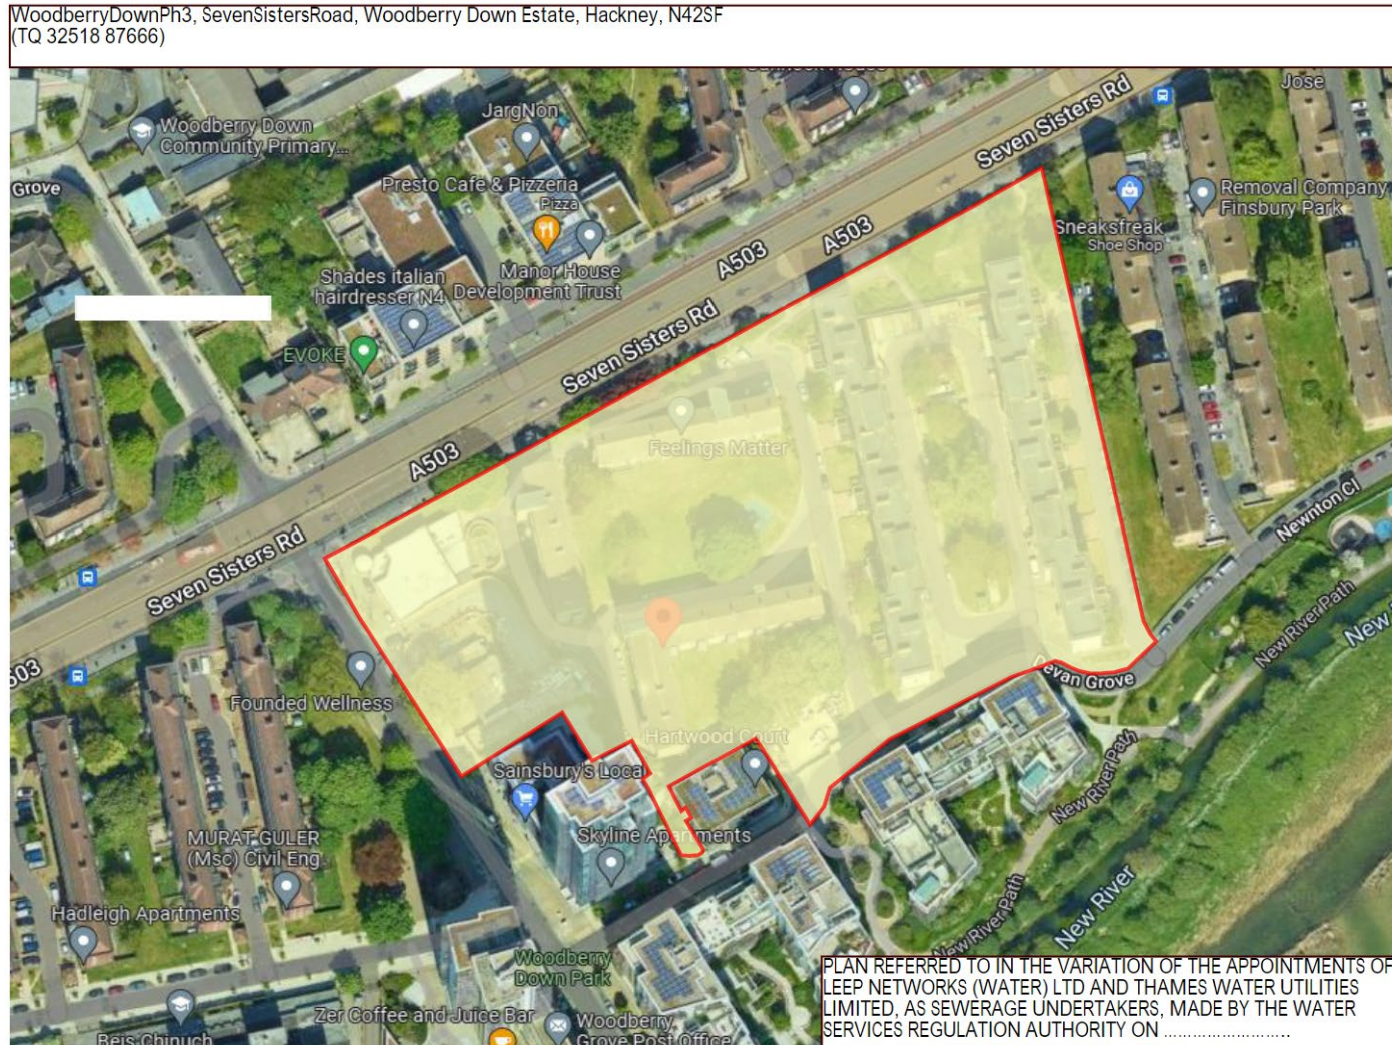 WoodberryDownPh3, SevenSistersRoad, Woodberry Down Estate, Hackney, N42SF
(TQ 32518 87666)
Jose
JargNon
Seven Sisters Rd
Woodberry Down
Community Primary...
Grove
Presto Cafe & Pizzeria
Pizza
Removal Company
Finsbury Park
Sneaksfreak
Shoe Shop
A503
A503
Manor House
Development Trust
Shades italian
hairdresser N4
Seven Sisters Rd
EVOKE
Feelings Matter
A503
Newnton Cl
Seven Sisters Rd
New River Path
New
503
Devan Grove
Founded Wellness
Hartwood Court
New River Path
Sainsbury's Local
Skyline Apartments
MURAT GULER
(Msc) Civil Eng
Hadleigh Apartments
New River Path
New River
Woodberry
Down Park
Zer Coffee and Juice Bar
Woodberry
Grove Post Office
Beis Chinuch
PLAN REFERRED TO IN THE VARIATION OF THE APPOINTMENTS OF
LEEP NETWORKS (WATER) LTD AND THAMES WATER UTILITIES
LIMITED, AS SEWERAGE UNDERTAKERS, MADE BY THE WATER
SERVICES REGULATION AUTHORITY ON ........................